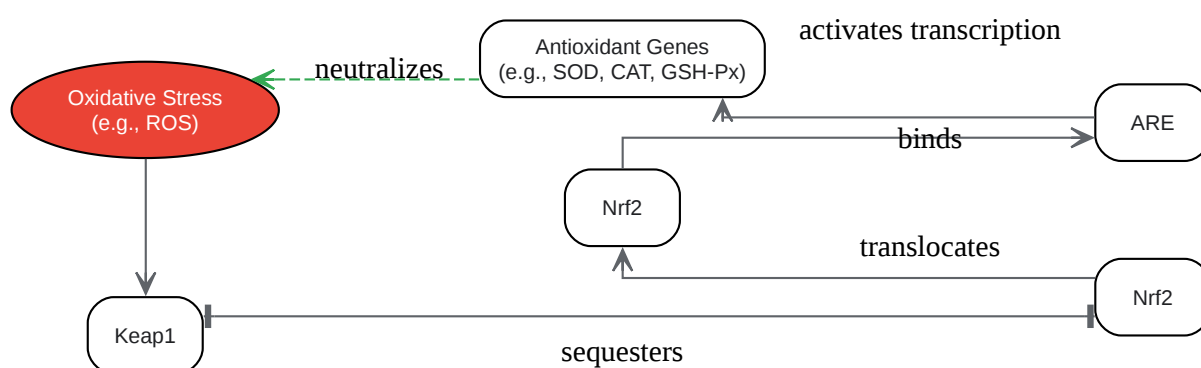 activates transcription
Antioxidant Genes
(e.g., SOD, CAT, GSH-Px)
neutralizes
Oxidative Stress
(e.g., ROS)
ARE
binds
Nrf2
translocates
Nrf2
Keap1
sequesters